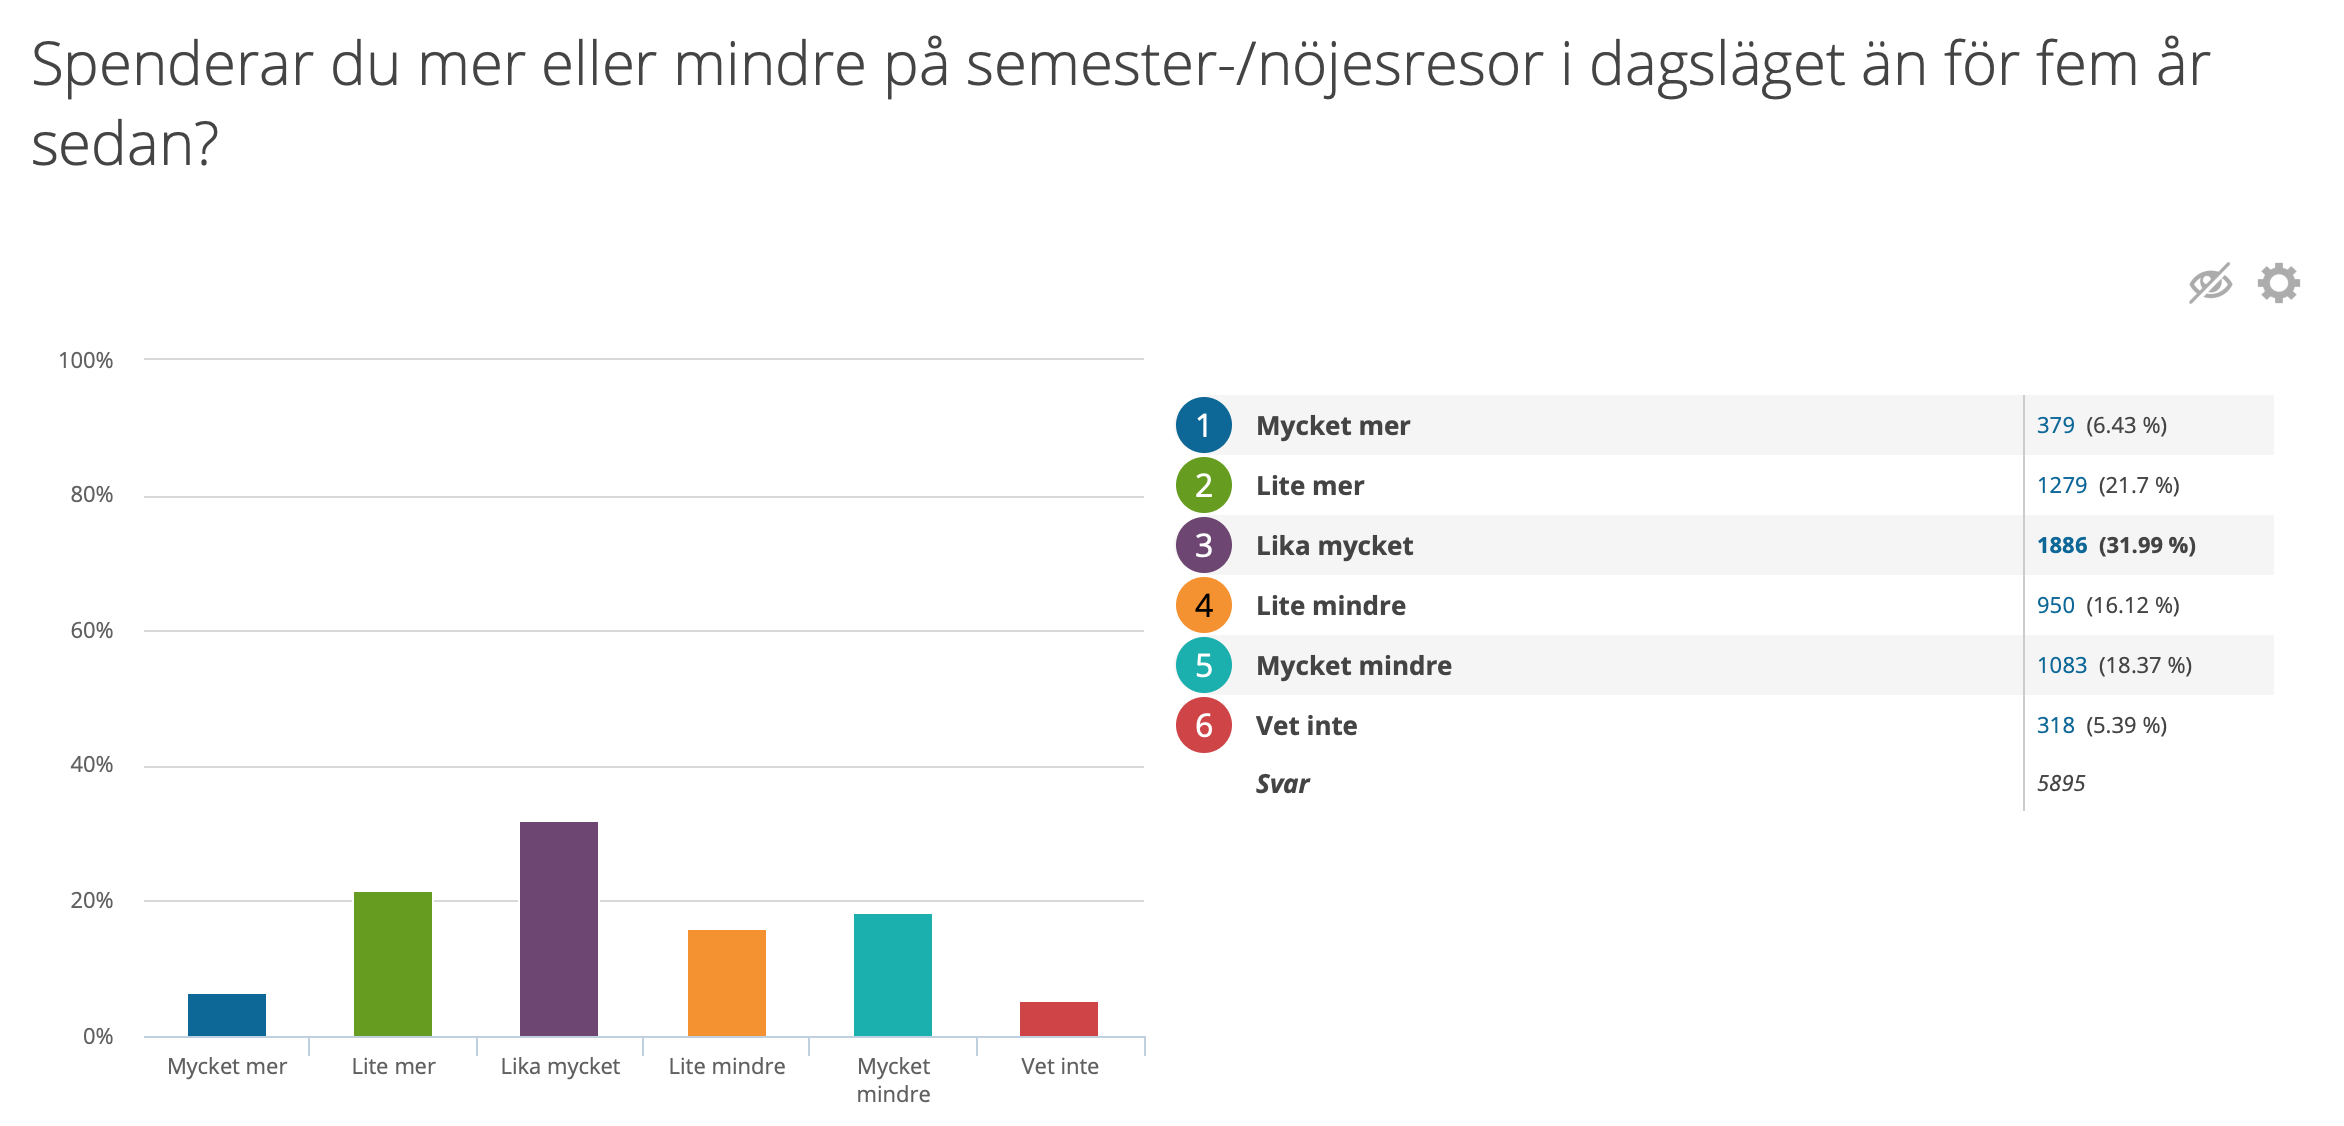 Spenderar du mer eller mindre på semester-/nöjesresor i dagsläget än för fem år
sedan?
100%
80%
60%
40%
20%
0%
Mycket mer
Lite mer
Lika mycket
Lite mindre
Mycket
mindre
Vet inte
1 Mycket mer 379 (6.43 %)
2 Lite mer 1279 (21.7 %)
3 Lika mycket 1886 (31.99 %)
4 Lite mindre 950 (16.12 %)
5 Mycket mindre 1083 (18.37 %)
6 Vet inte 318 (5.39 %)
Svar 5895